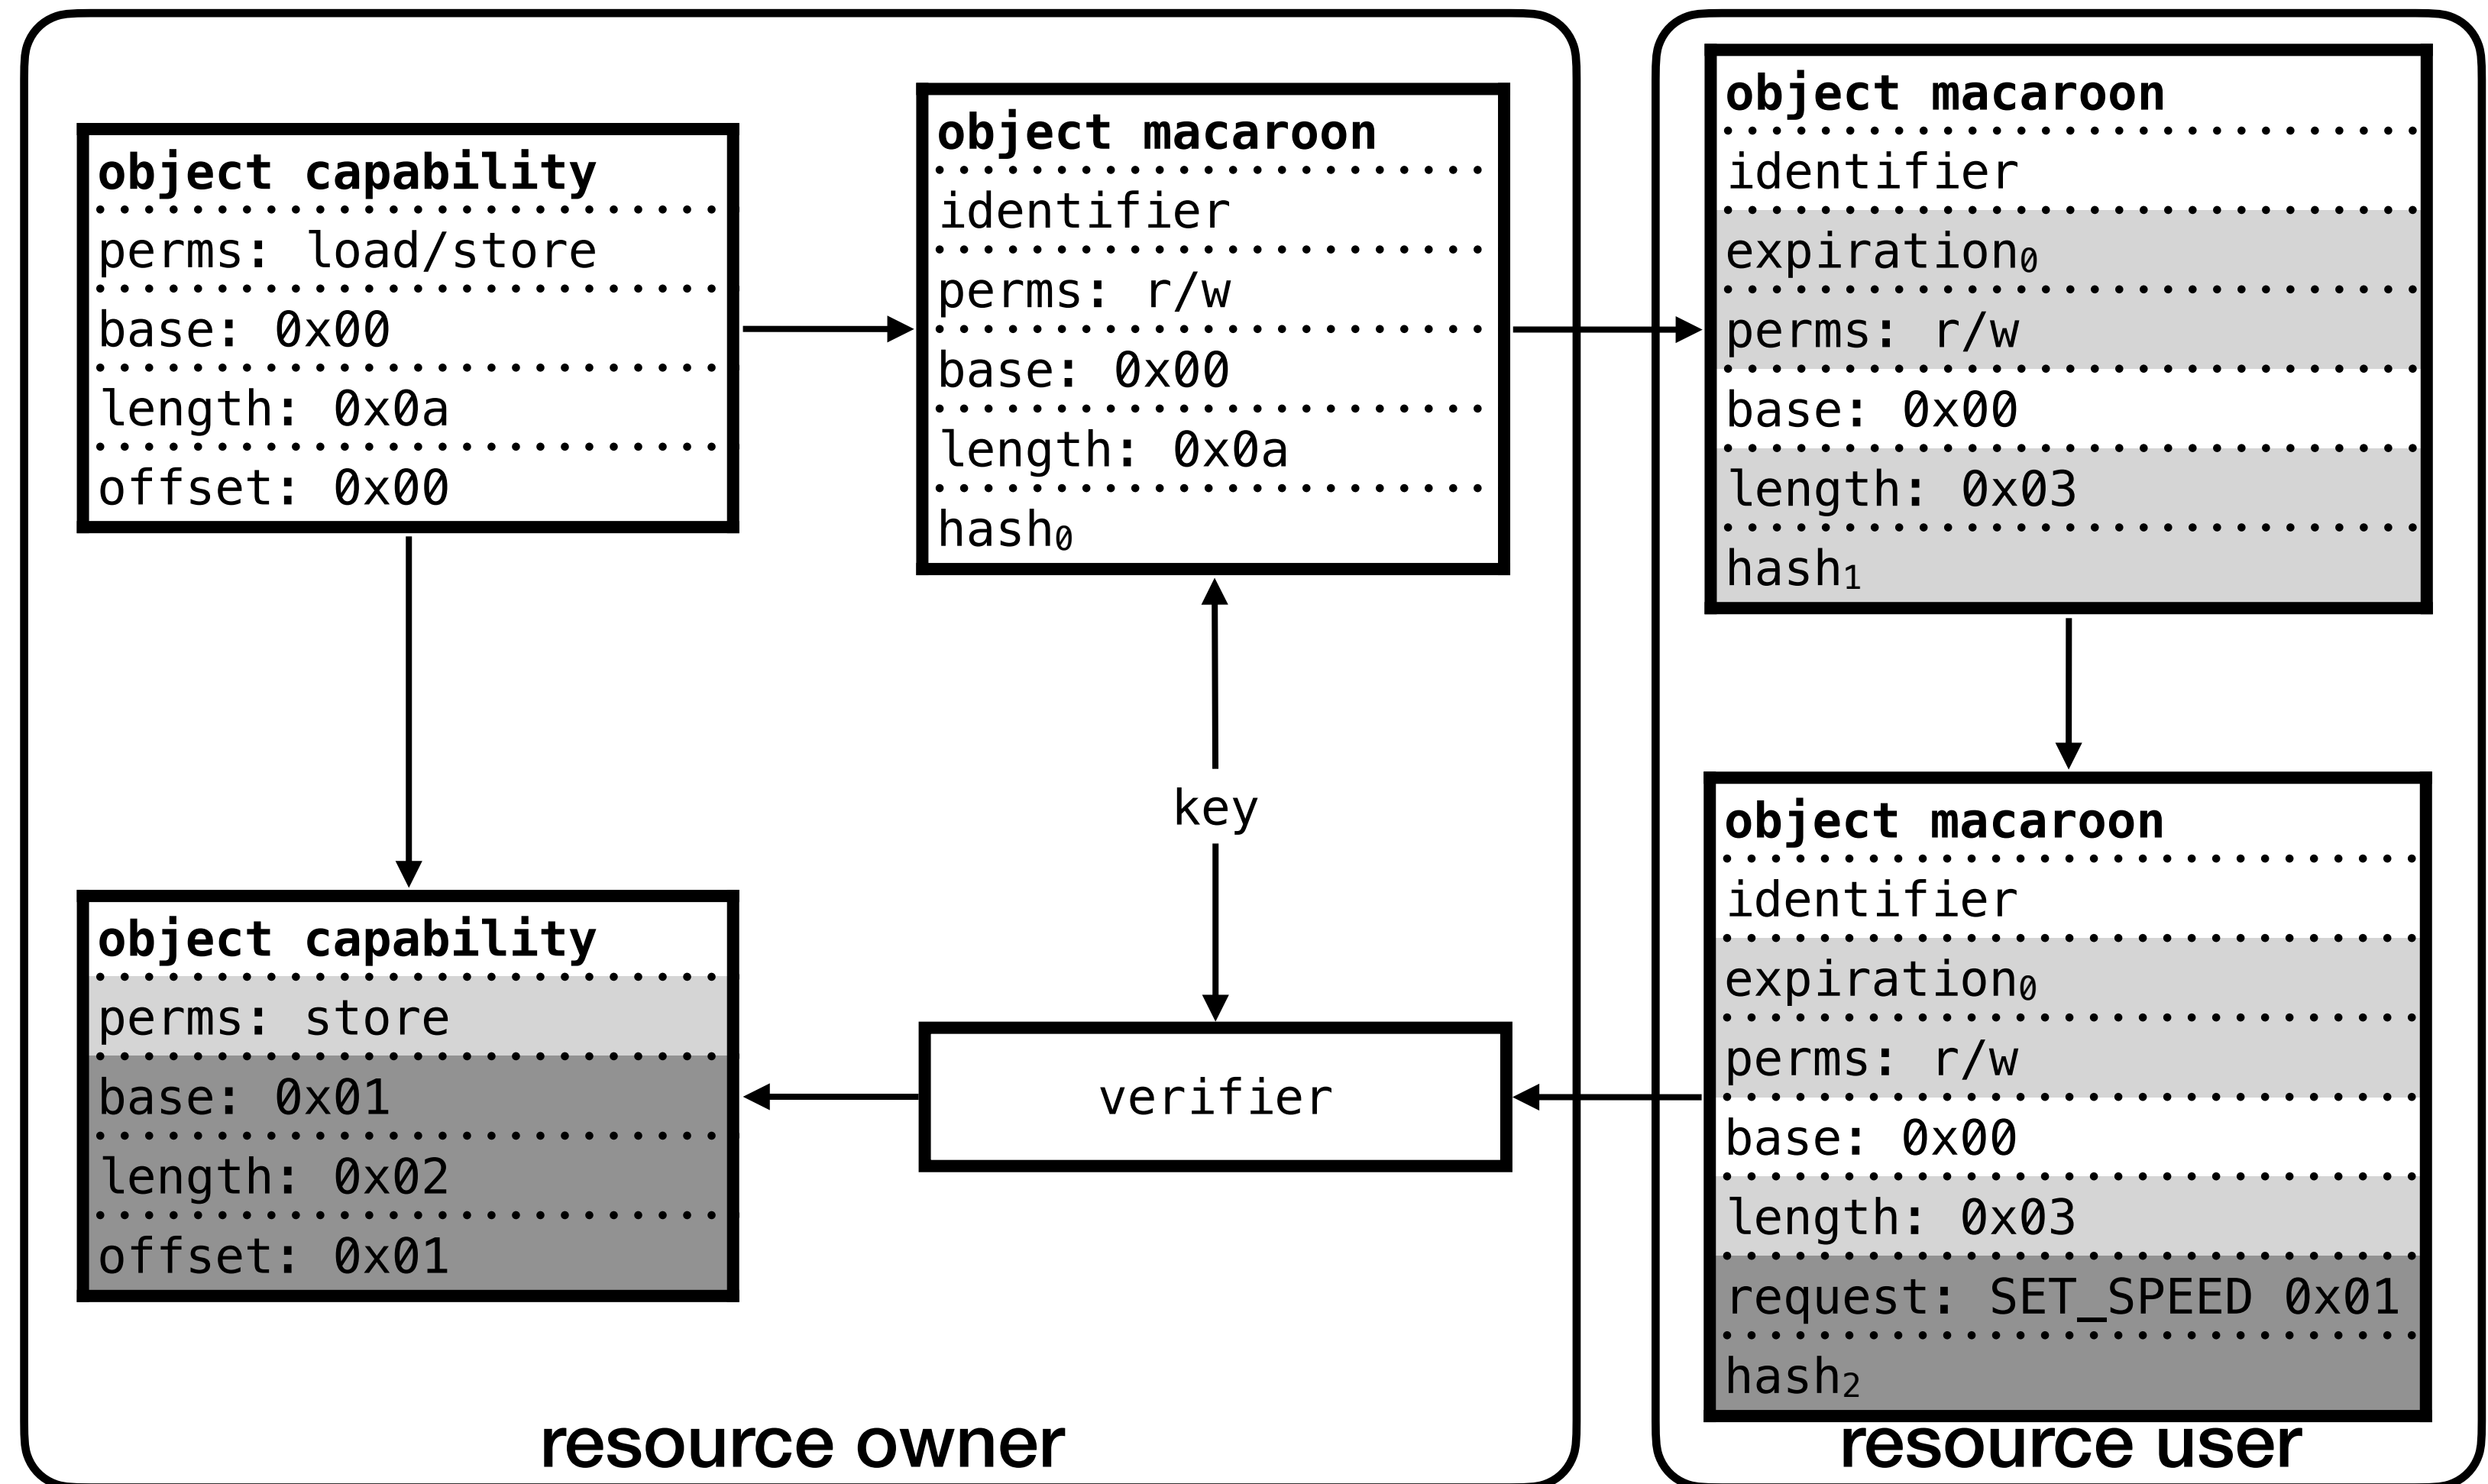 object capability
perms: load/store
base: 0x00
length: 0x0a
offset: 0x00
object macaroon
identifier
perms: r/w
base: 0x00
length: 0x0a
hash₀
object macaroon
identifier
expiration₀
perms: r/w
base: 0x00
length: 0x03
hash₁
key
object capability
perms: store
base: 0x01
length: 0x02
offset: 0x01
verifier
object macaroon
identifier
expiration₀
perms: r/w
base: 0x00
length: 0x03
request: SET_SPEED 0x01
hash₂
resource owner
resource user